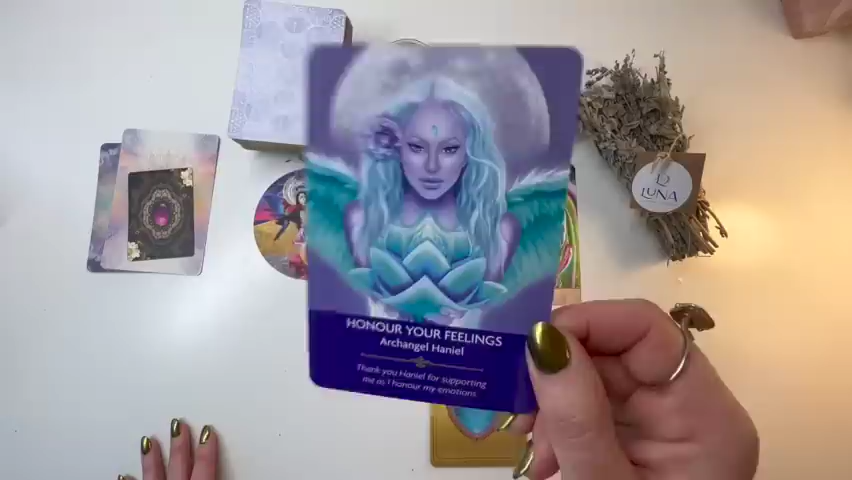 HONOUR YOUR FEELINGS
Archangel Haniel
Thank you Haniel for supporting
me as I honour my emotions.
LUNA